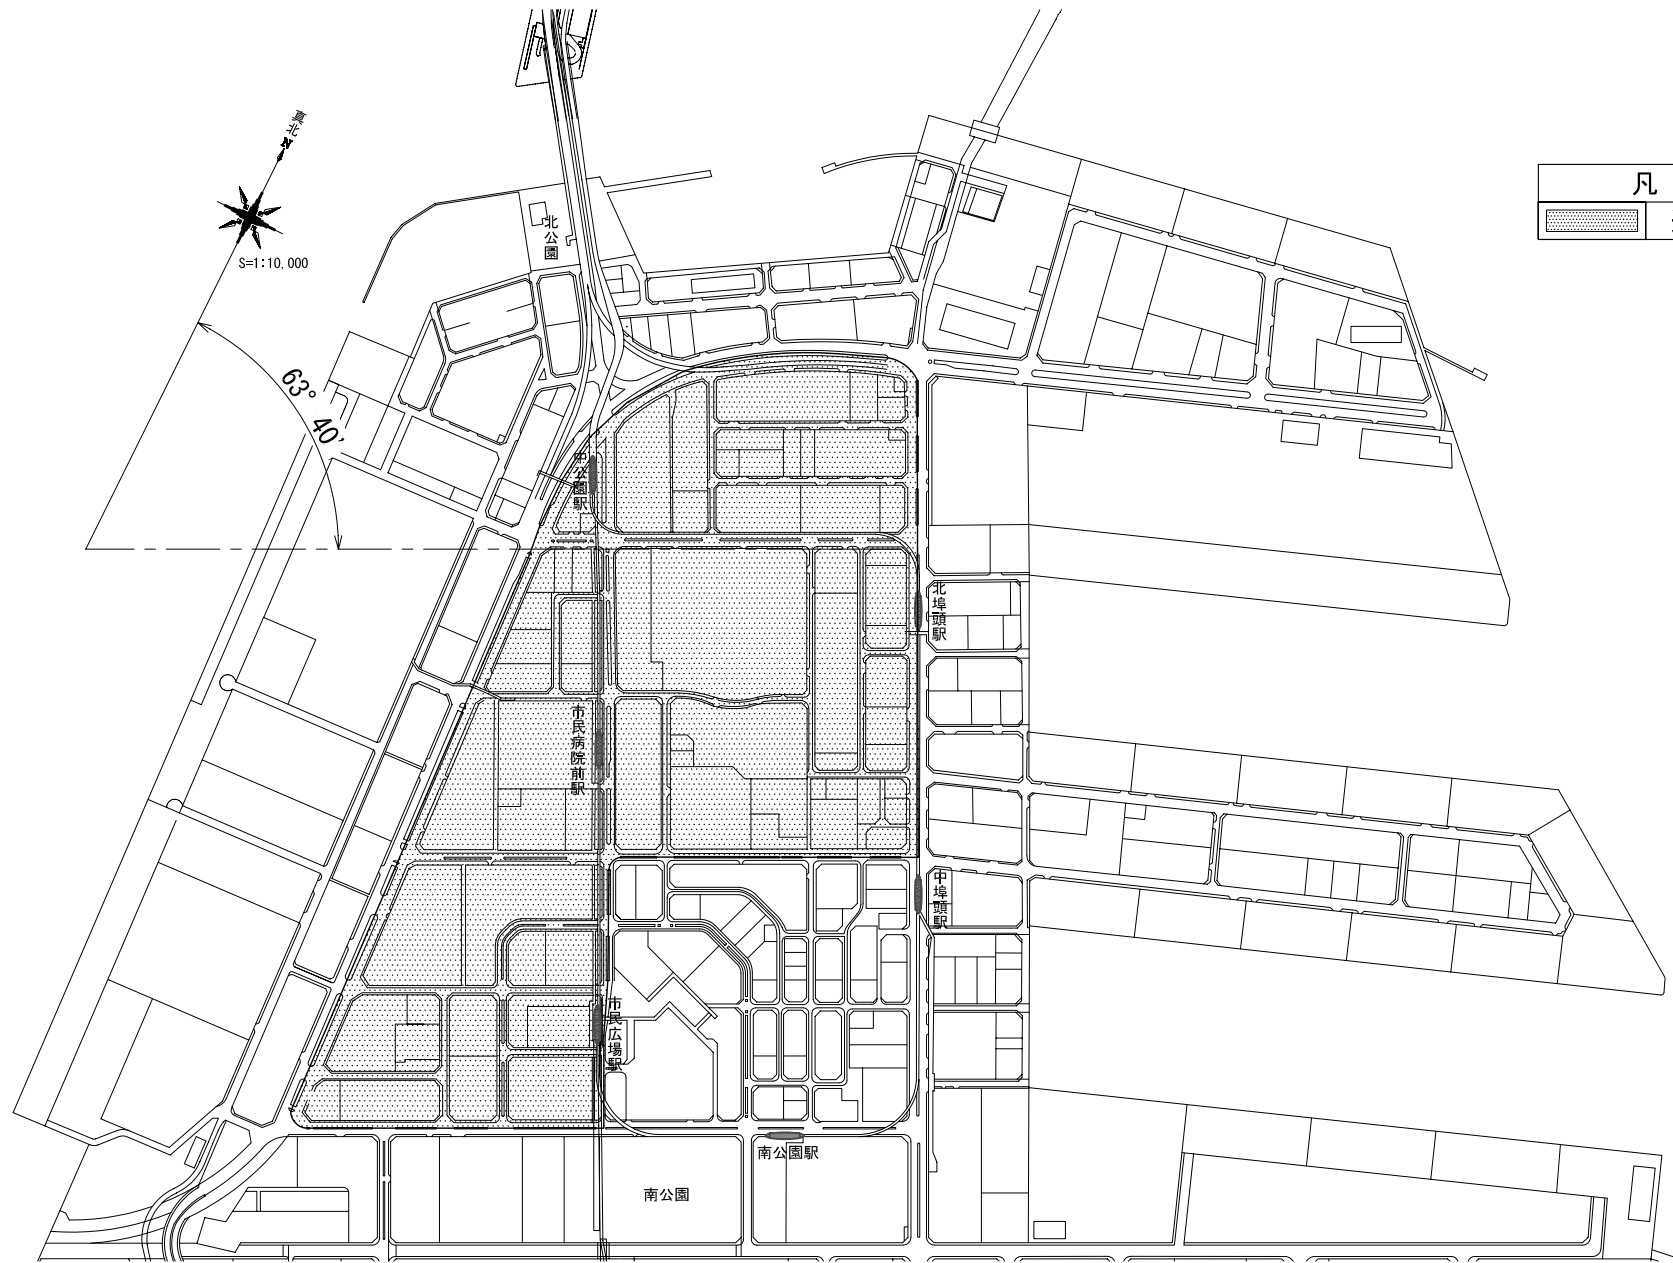 真北
N
S=1:10,000
63° 40′
凡
北公園
中公園駅
北埠頭駅
市民病院前駅
中埠頭駅
市民広場駅
南公園駅
南公園